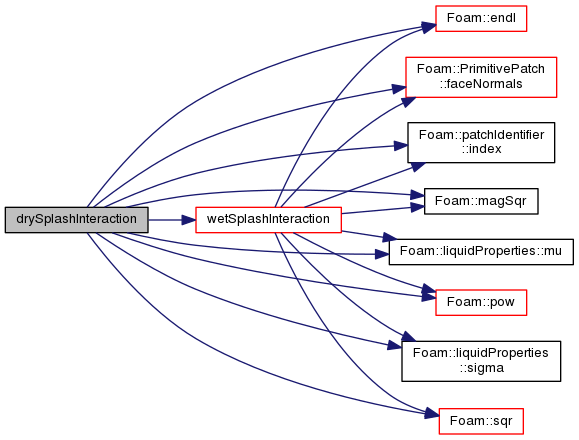 drySplashInteraction
wetSplashInteraction
Foam::endl
Foam::PrimitivePatch
::faceNormals
Foam::patchIdentifier
::index
Foam::magSqr
Foam::liquidProperties::mu
Foam::pow
Foam::liquidProperties
::sigma
Foam::sqr